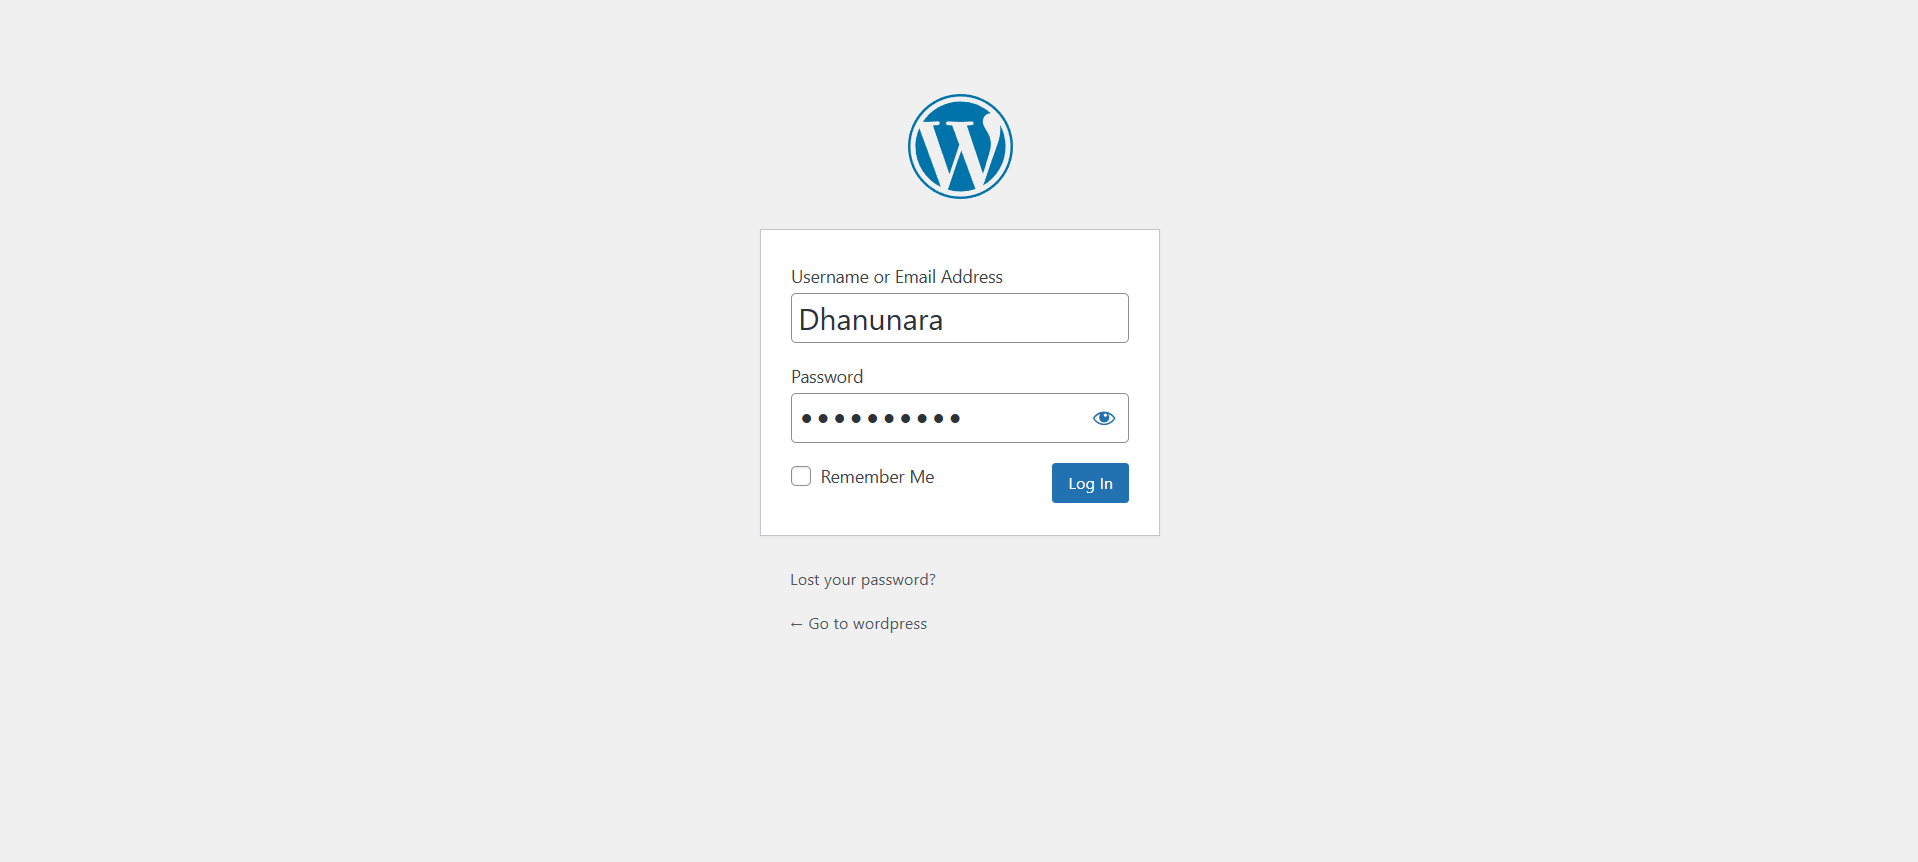 Username or Email Address
Dhanunara
Password
Remember Me
Log In
Lost your password?
← Go to wordpress